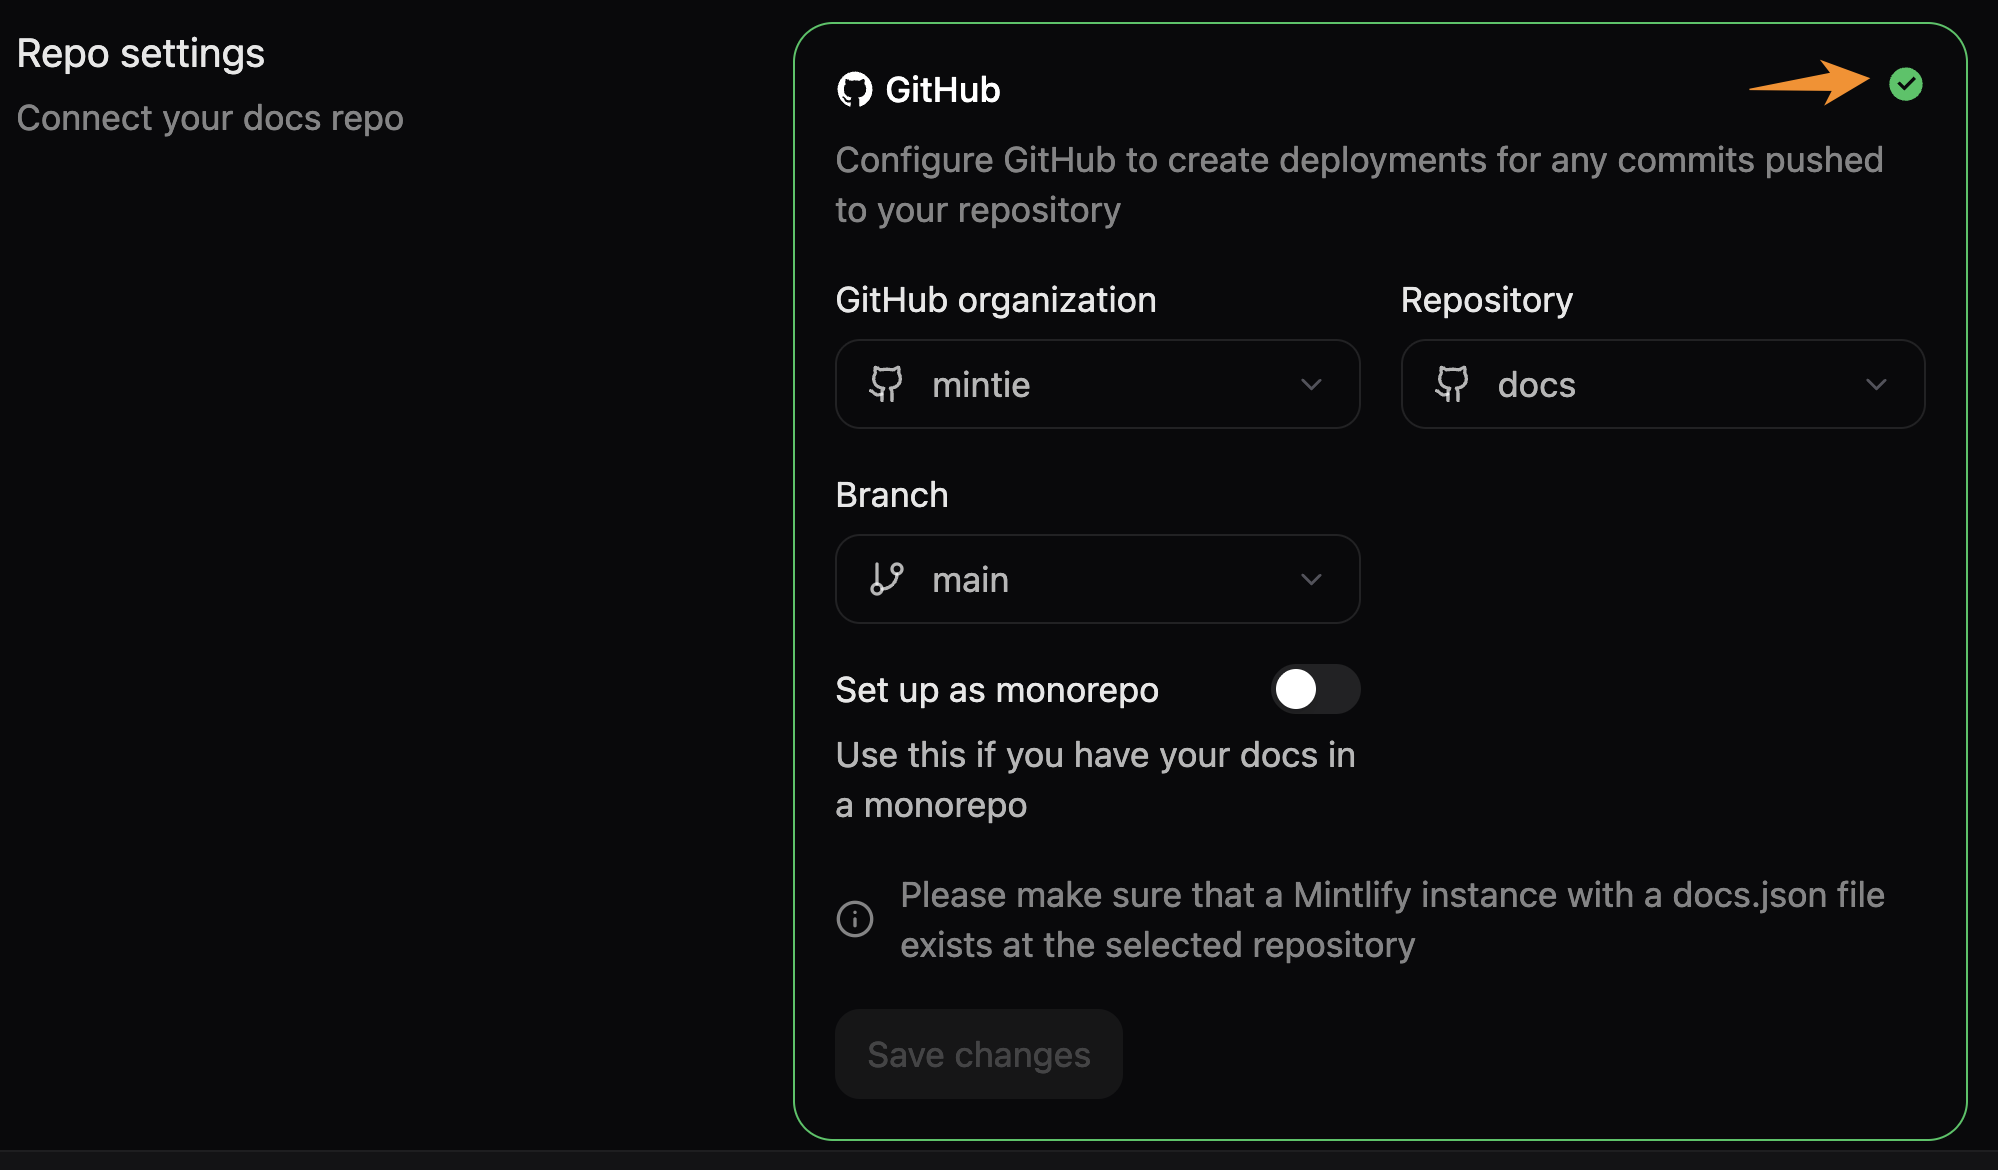 Repo settings
Connect your docs repo
GitHub
Configure GitHub to create deployments for any commits pushed
to your repository
GitHub organization
Repository
mintie
docs
Branch
main
Set up as monorepo
Use this if you have your docs in
a monorepo
Please make sure that a Mintlify instance with a docs.json file
exists at the selected repository
Save changes